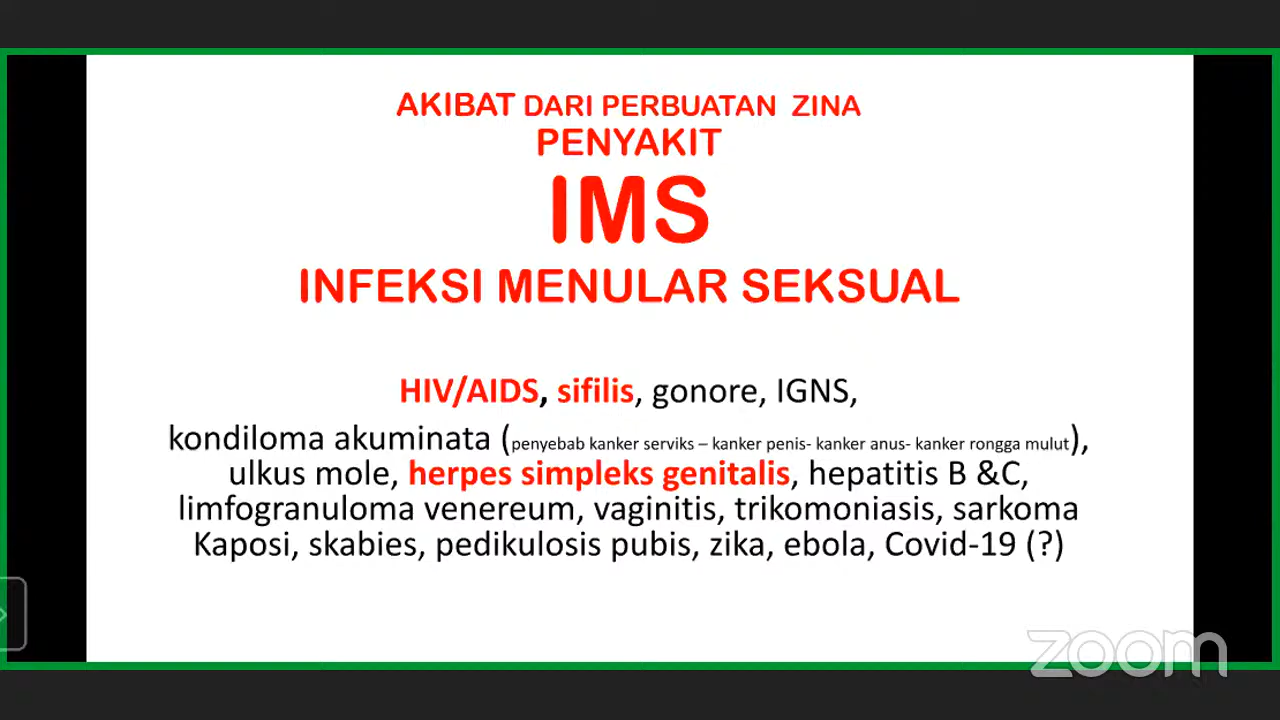 AKIBAT DARI PERBUATAN ZINA
PENYAKIT
IMS
INFEKSI MENULAR SEKSUAL
HIV/AIDS, sifilis, gonore, IGNS,
kondiloma akuminata (penyebab kanker serviks – kanker penis- kanker anus- kanker rongga mulut),
ulkus mole, herpes simpleks genitalis, hepatitis B &C,
limfogranuloma venereum, vaginitis, trikomoniasis, sarkoma
Kaposi, skabies, pedikulosis pubis, zika, ebola, Covid-19 (?)
zoom